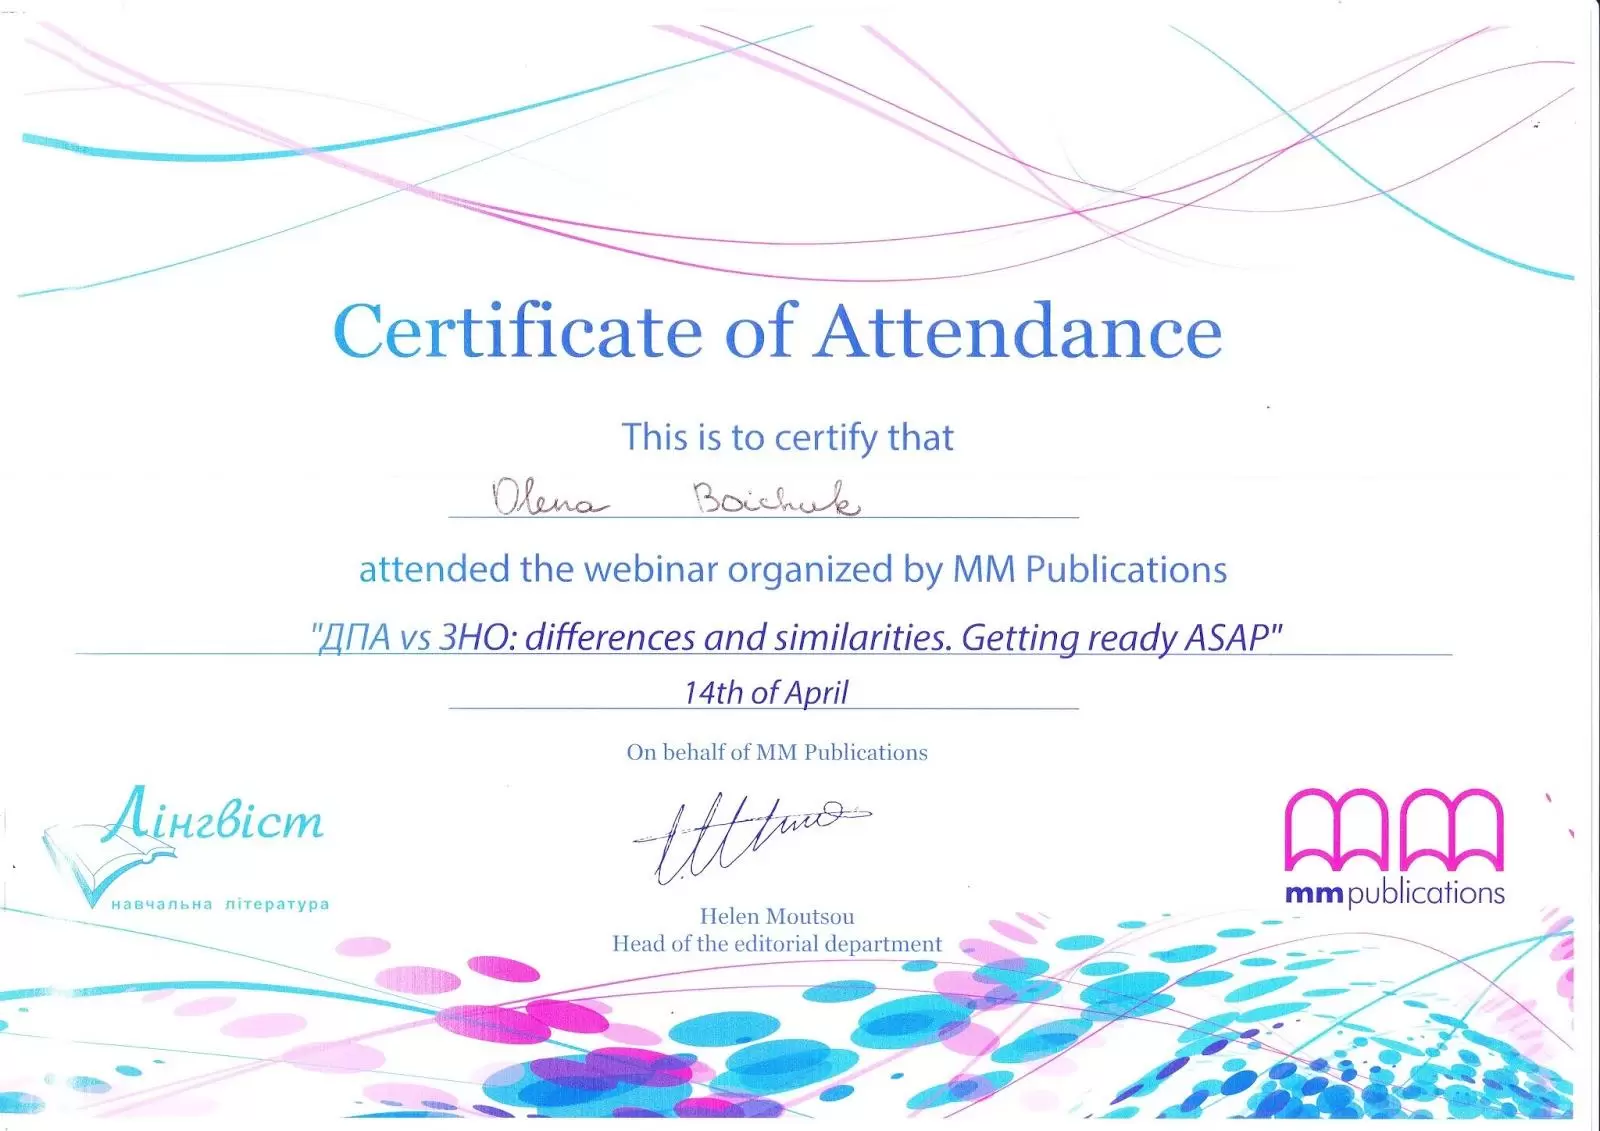 Certificate of Attendance
This is to certify that
Olena Boichuk
attended the webinar organized by MM Publications
"ДПА vs ЗНО: differences and similarities. Getting ready ASAP"
14th of April
On behalf of MM Publications
Лінгвіст
навчальна література
mm publications
Helen Moutsou
Head of the editorial department